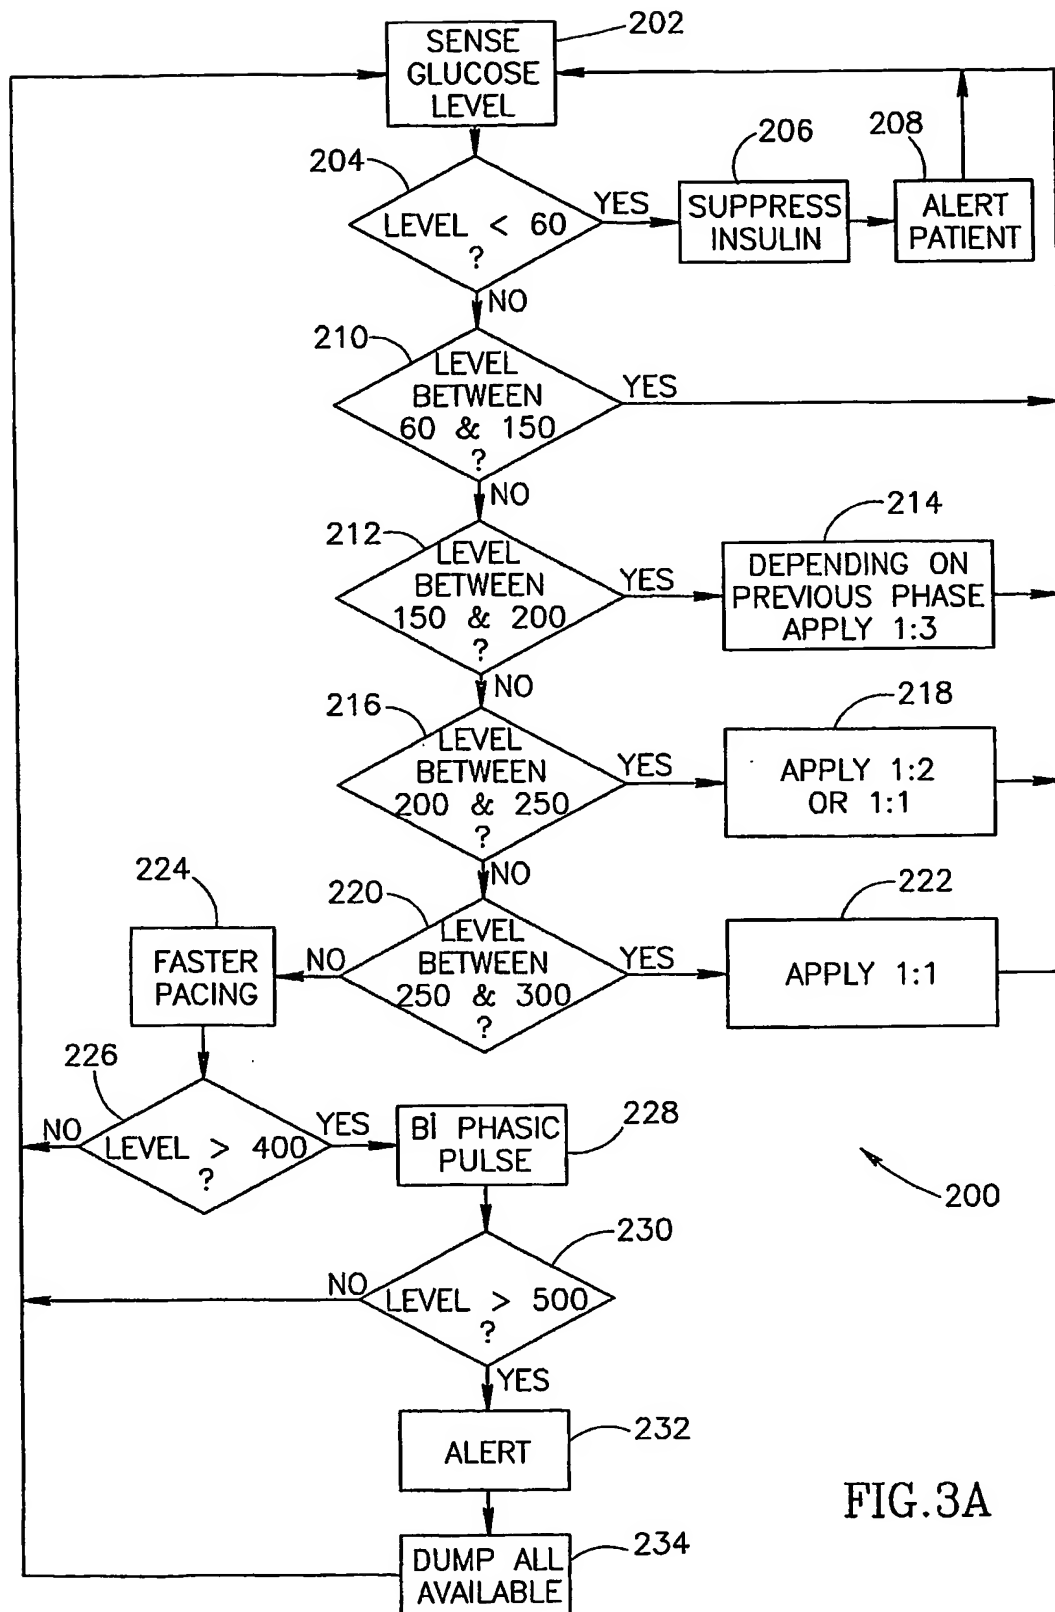 202
SENSE
GLUCOSE
LEVEL
204
LEVEL < 60
?
YES
206
SUPPRESS
INSULIN
208
ALERT
PATIENT
NO
210
LEVEL
BETWEEN
60 & 150
?
YES
NO
212
LEVEL
BETWEEN
150 & 200
?
YES
214
DEPENDING ON
PREVIOUS PHASE
APPLY 1:3
NO
216
LEVEL
BETWEEN
200 & 250
?
YES
218
APPLY 1:2
OR 1:1
NO
220
LEVEL
BETWEEN
250 & 300
?
YES
222
APPLY 1:1
NO
224
FASTER
PACING
226
LEVEL > 400
?
NO
YES
228
Bi PHASIC
PULSE
200
230
LEVEL > 500
?
NO
YES
232
ALERT
234
DUMP ALL
AVAILABLE
FIG.3A